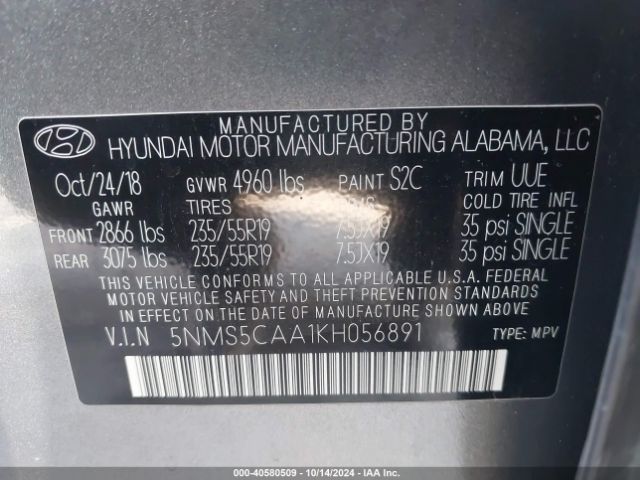 MANUFACTURED BY
HYUNDAI MOTOR MANUFACTURING ALABAMA, LLC
Oct/24/18 GVWR 4960 lbs PAINT S2C TRIM UUE
GAWR TIRES COLD TIRE INFL
FRONT 2866 lbs 235/55R19 7.5JX19 35 psi SINGLE
REAR 3075 lbs 235/55R19 7.5JX19 35 psi SINGLE
THIS VEHICLE CONFORMS TO ALL APPLICABLE U.S.A. FEDERAL
MOTOR VEHICLE SAFETY, BUMPER, AND THEFT PREVENTION
STANDARDS IN EFFECT ON THE DATE OF MANUFACTURE SHOWN ABOVE
V.I.N 5NMS5CAA1KH056891 TYPE: MPV
000-40580509 - 10/14/2024 - IAA Inc.